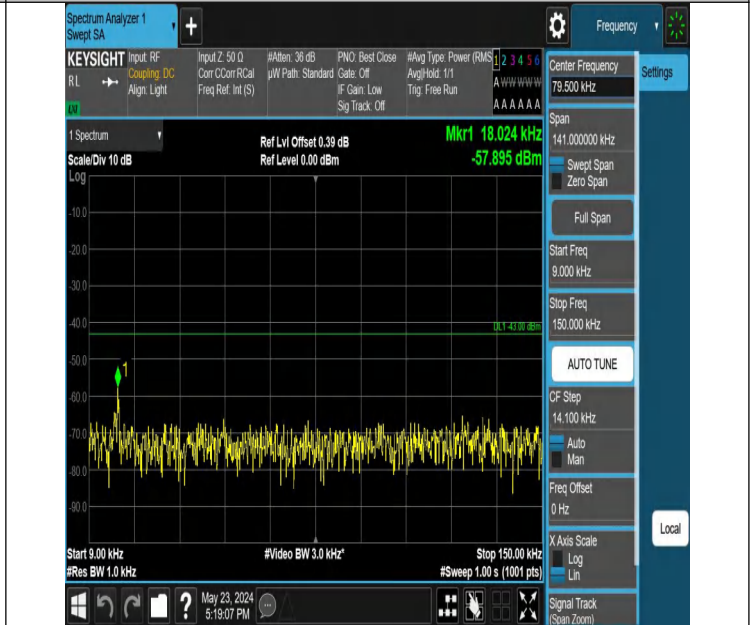 Spectrum Analyzer 1
Swept SA
Frequency
KEYSIGHT
RL
Input: RF
Coupling: DC
Align: Light
Input Z: 50 Ω
Corr CCorr RCal
Freq Ref: Int (S)
#Atten: 36 dB
µW Path: Standard
PNO: Best Close
Gate: Off
IF Gain: Low
Sig Track: Off
#Avg Type: Power (RMS
Avg|Hold: 1/1
Trig: Free Run
1 2 3 4 5 6
A W W W W W
A A A A A A
Center Frequency
79.500 kHz
Settings
1 Spectrum
Scale/Div 10 dB
Ref Lvl Offset 0.39 dB
Ref Level 0.00 dBm
Mkr1 18.024 kHz
-57.895 dBm
Log
-10.0
-20.0
-30.0
-40.0
-50.0
-60.0
-70.0
-80.0
-90.0
DL1 -43.00 dBm
1
Start 9.00 kHz
#Res BW 1.0 kHz
#Video BW 3.0 kHz*
Stop 150.00 kHz
#Sweep 1.00 s (1001 pts)
Span
141.000000 kHz
Swept Span
Zero Span
Full Span
Start Freq
9.000 kHz
Stop Freq
150.000 kHz
AUTO TUNE
CF Step
14.100 kHz
Auto
Man
Freq Offset
0 Hz
X Axis Scale
Log
Lin
Signal Track
(Span Zoom)
Local
May 23, 2024
5:19:07 PM